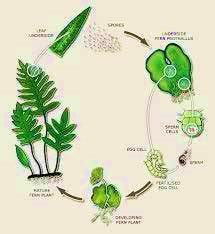 LEAF
UNDERSIDE
SPORES
UNDERSIDE
FERN PROTHALLUS
SPERM
CELLS
EGG CELL
SPERM
FERTILISED
EGG CELL
DEVELOPING
FERN PLANT
MATURE
FERN PLANT